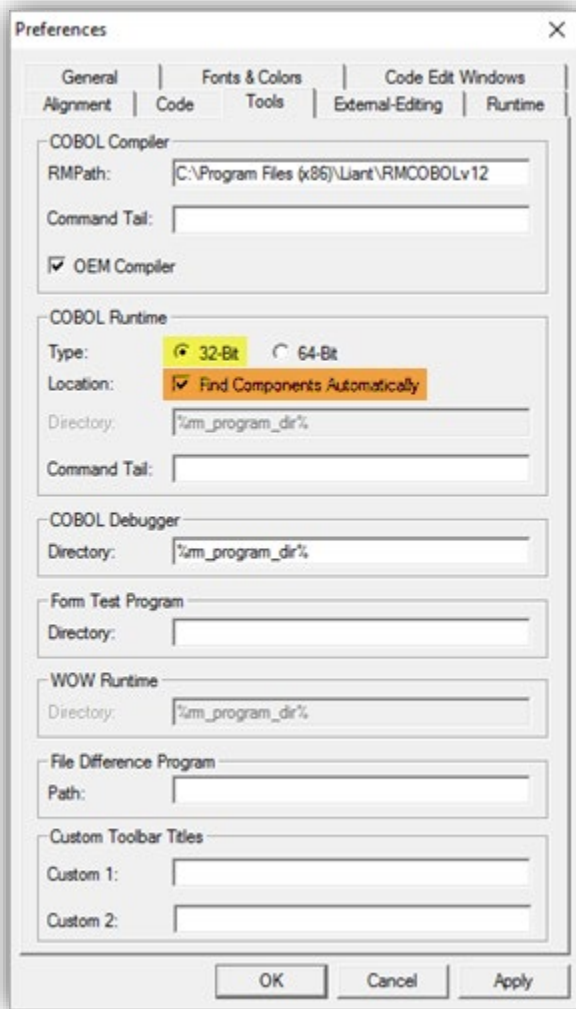 Preferences
General Fonts & Colors Code Edit Windows
Alignment Code Tools External-Editing Runtime
COBOL Compiler
RMPath: C:\Program Files (x86)\Liant\RMCOBOLv12
Command Tail:
OEM Compiler
COBOL Runtime
Type: 32-Bit 64-Bit
Location: Find Components Automatically
Directory: %rm_program_dir%
Command Tail:
COBOL Debugger
Directory: %rm_program_dir%
Form Test Program
Directory:
WOW Runtime
Directory: %rm_program_dir%
File Difference Program
Path:
Custom Toolbar Titles
Custom 1:
Custom 2:
OK Cancel Apply